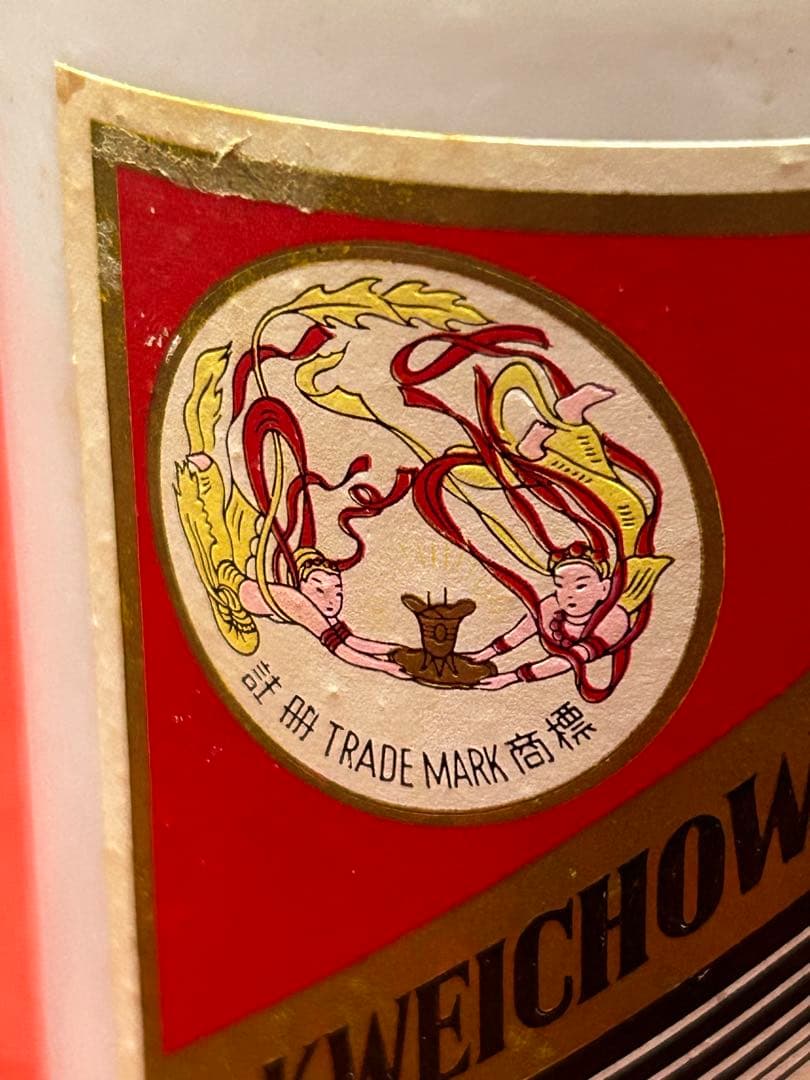 註冊 TRADE MARK 商標
KWEICHOW